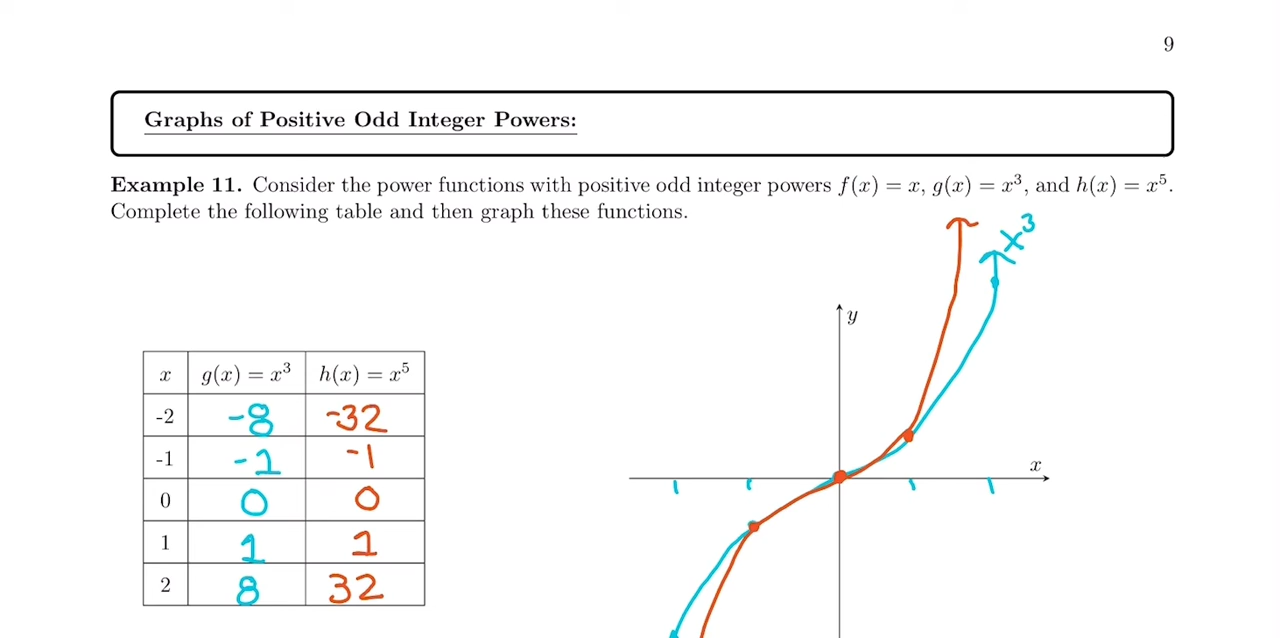 9
Graphs of Positive Odd Integer Powers:
Example 11. Consider the power functions with positive odd integer powers f(x) = x, g(x) = x³, and h(x) = x⁵.
Complete the following table and then graph these functions.
x³
y
x
x g(x) = x³ h(x) = x⁵
-2 -8 -32
-1 -1 -1
0 0 0
1 1 1
2 8 32